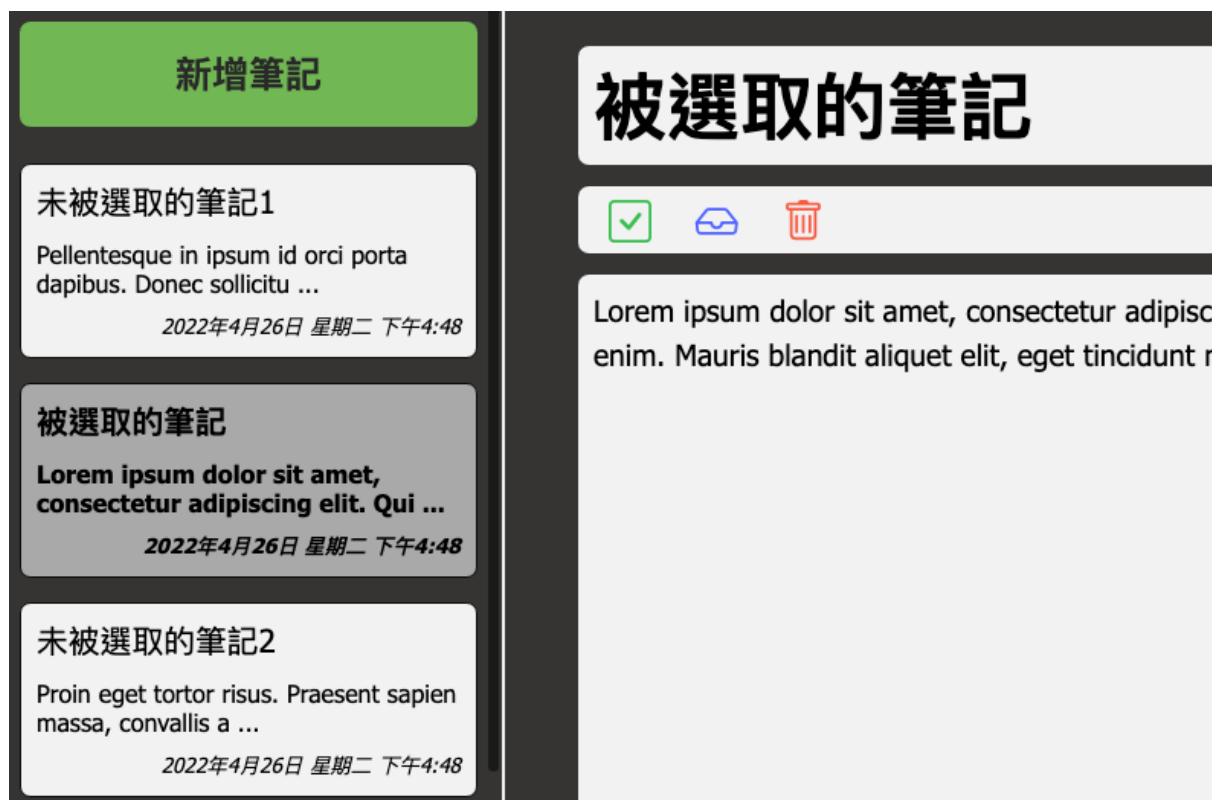 新增筆記
未被選取的筆記1
Pellentesque in ipsum id orci porta
dapibus. Donec sollicitu ...
2022年4月26日 星期二 下午4:48
被選取的筆記
Lorem ipsum dolor sit amet,
consectetur adipiscing elit. Qui ...
2022年4月26日 星期二 下午4:48
未被選取的筆記2
Proin eget tortor risus. Praesent sapien
massa, convallis a ...
2022年4月26日 星期二 下午4:48
被選取的筆記
Lorem ipsum dolor sit amet, consectetur adipisc
enim. Mauris blandit aliquet elit, eget tincidunt